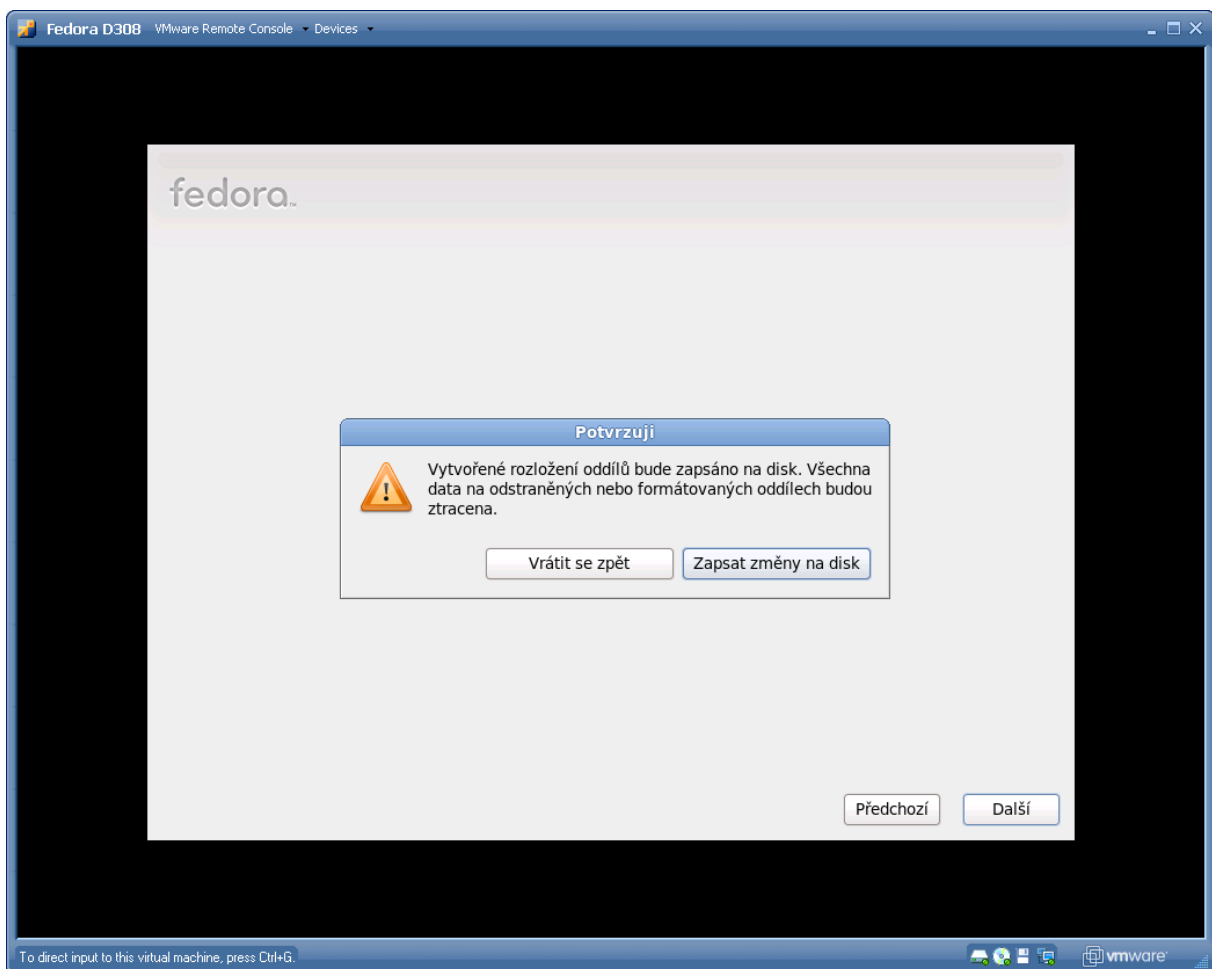 Fedora D308 VMware Remote Console Devices
fedora™
Potvrzuji
Vytvořené rozložení oddílů bude zapsáno na disk. Všechna
data na odstraněných nebo formátovaných oddílech budou
ztracena.
Vrátit se zpět Zapsat změny na disk
Předchozí Další
To direct input to this virtual machine, press Ctrl+G. vmware